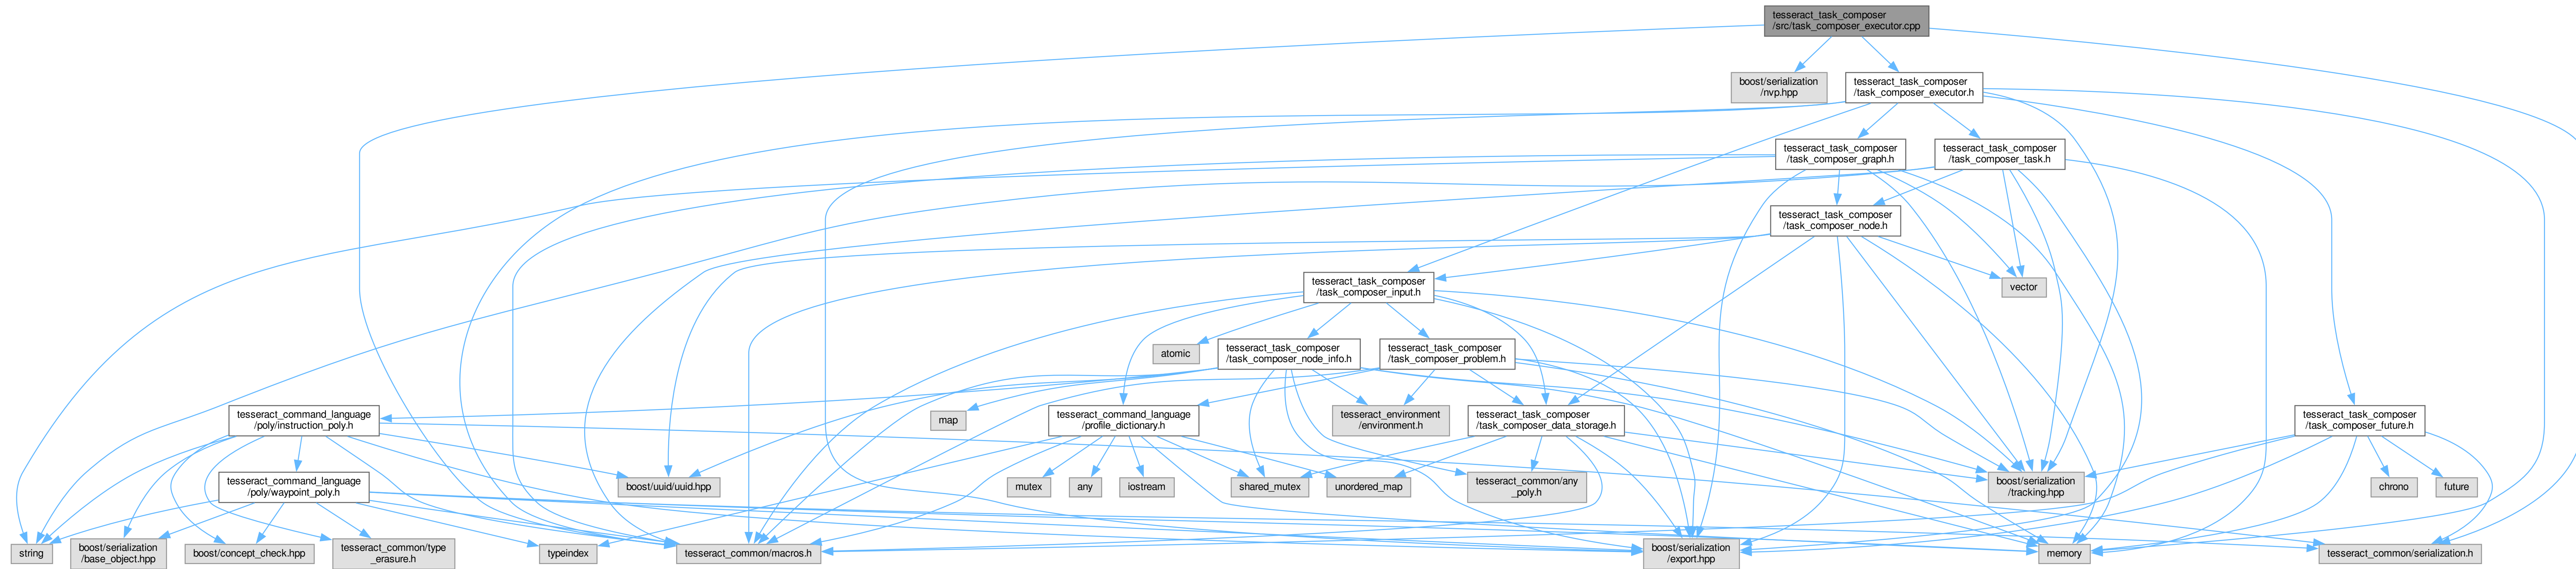 tesseract_task_composer
/src/task_composer_executor.cpp
boost/serialization
/nvp.hpp
tesseract_task_composer
/task_composer_executor.h
tesseract_task_composer
/task_composer_graph.h
tesseract_task_composer
/task_composer_task.h
tesseract_task_composer
/task_composer_node.h
tesseract_task_composer
/task_composer_input.h
vector
atomic
tesseract_task_composer
/task_composer_node_info.h
tesseract_task_composer
/task_composer_problem.h
tesseract_command_language
/poly/instruction_poly.h
map
tesseract_command_language
/profile_dictionary.h
tesseract_environment
/environment.h
tesseract_task_composer
/task_composer_data_storage.h
tesseract_task_composer
/task_composer_future.h
tesseract_command_language
/poly/waypoint_poly.h
boost/uuid/uuid.hpp
mutex
any
iostream
shared_mutex
unordered_map
tesseract_common/any
_poly.h
boost/serialization
/tracking.hpp
chrono
future
string
boost/serialization
/base_object.hpp
boost/concept_check.hpp
tesseract_common/type
_erasure.h
typeindex
tesseract_common/macros.h
boost/serialization
/export.hpp
memory
tesseract_common/serialization.h